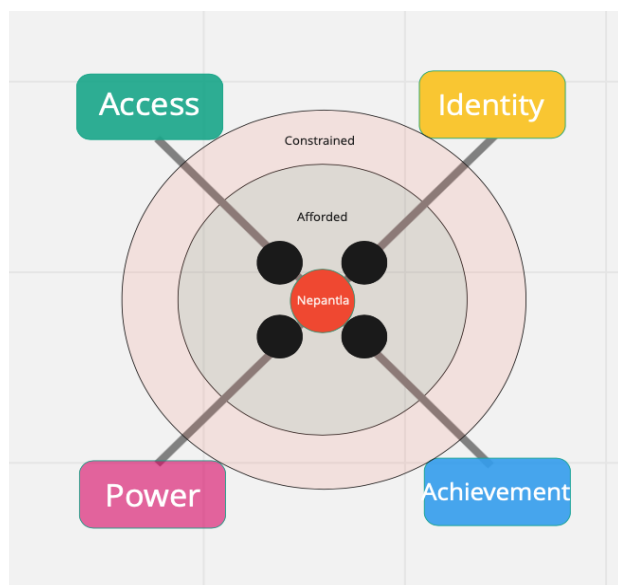 Access
Identity
Constrained
Afforded
Nepantla
Power
Achievement